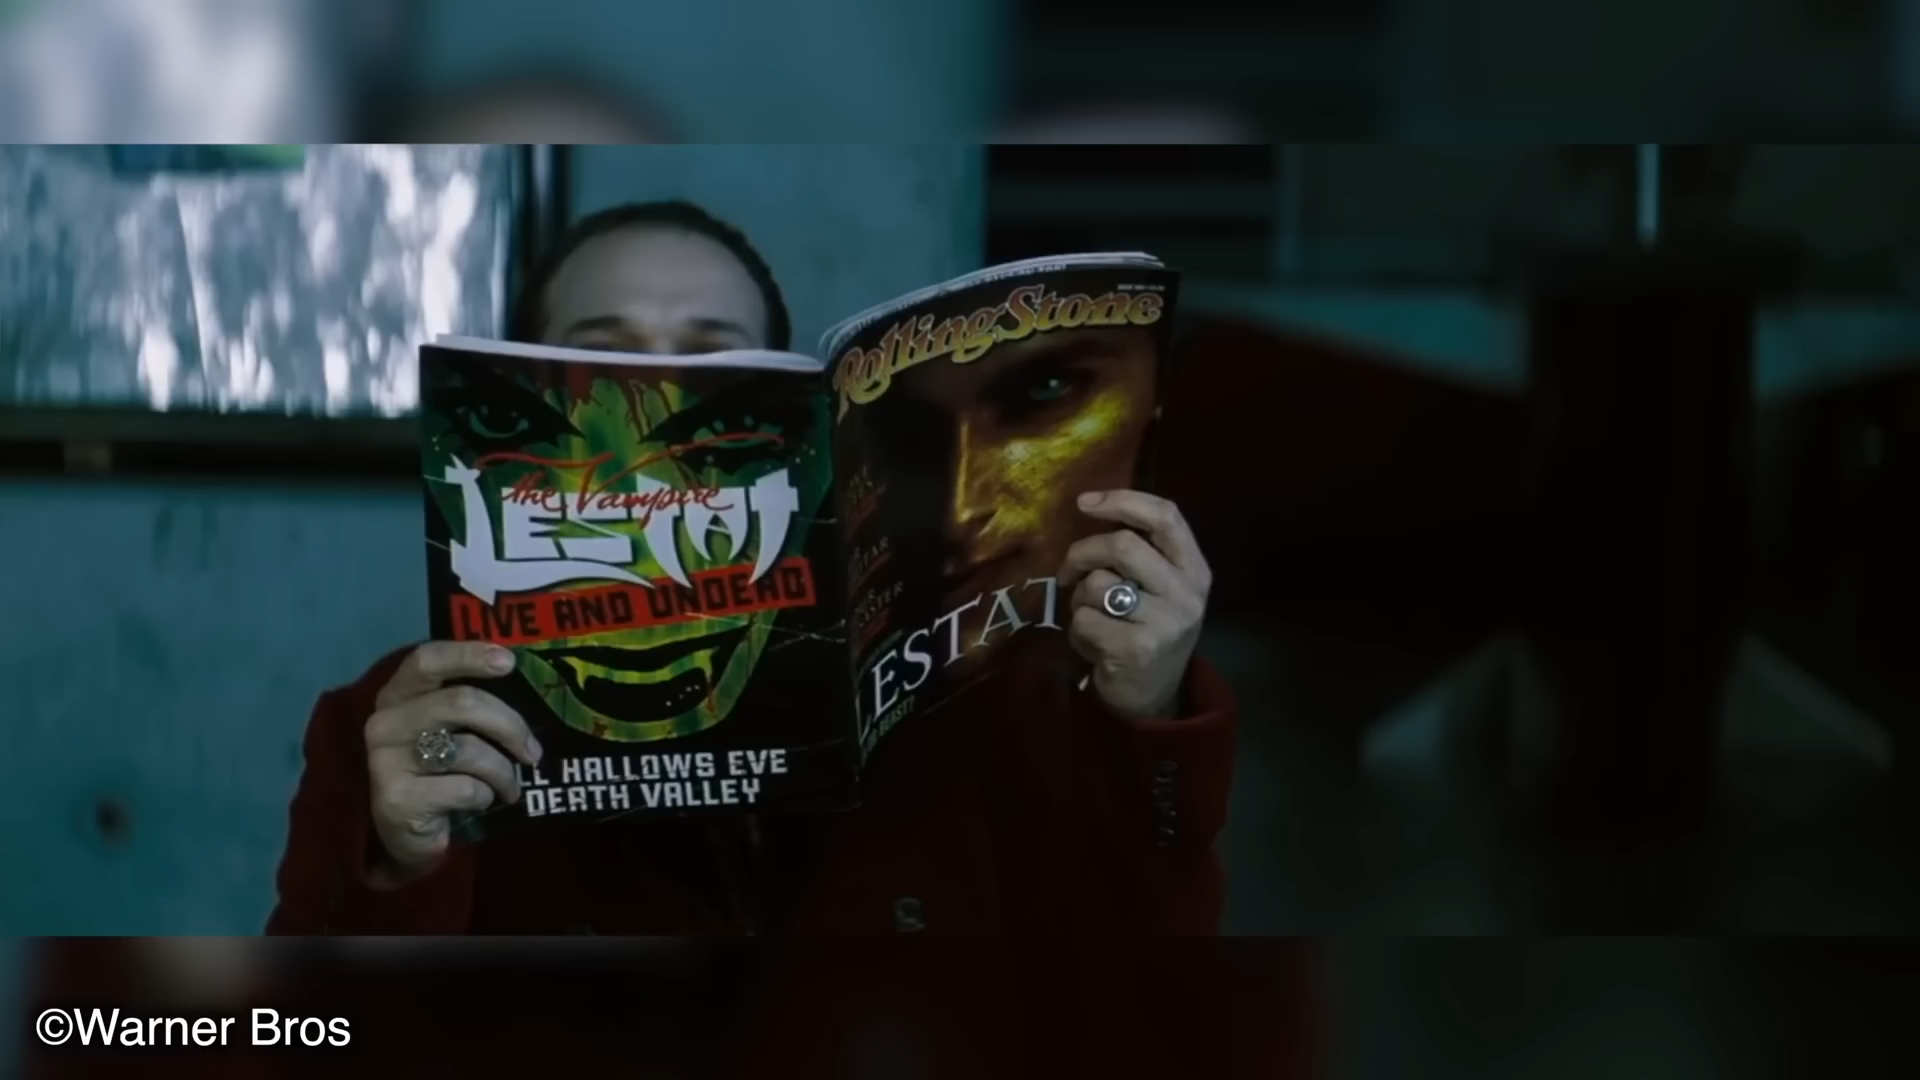 RollingStone
the Vampire
LESTAT
LIVE AND UNDEAD
LL HALLOWS EVE
DEATH VALLEY
LESTAT
©Warner Bros